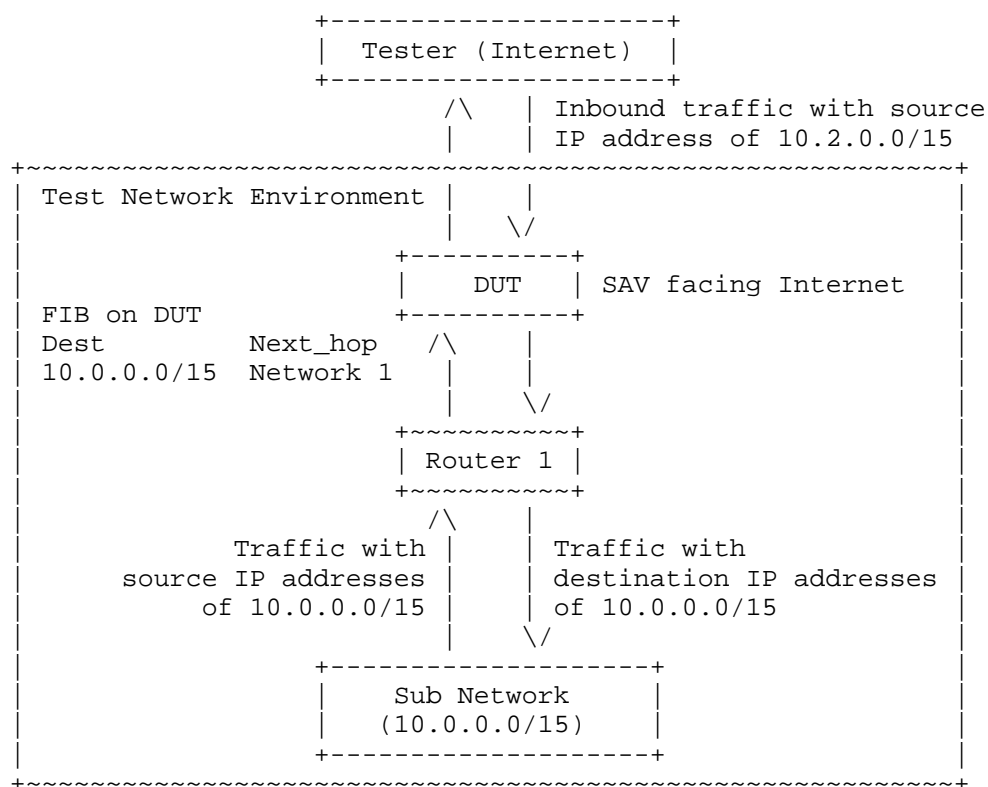 Tester (Internet)
Inbound traffic with source
IP address of 10.2.0.0/15
Test Network Environment
DUT
SAV facing Internet
FIB on DUT
Dest Next_hop
10.0.0.0/15 Network 1
Router 1
Traffic with Traffic with
source IP addresses destination IP addresses
of 10.0.0.0/15 of 10.0.0.0/15
Sub Network
(10.0.0.0/15)